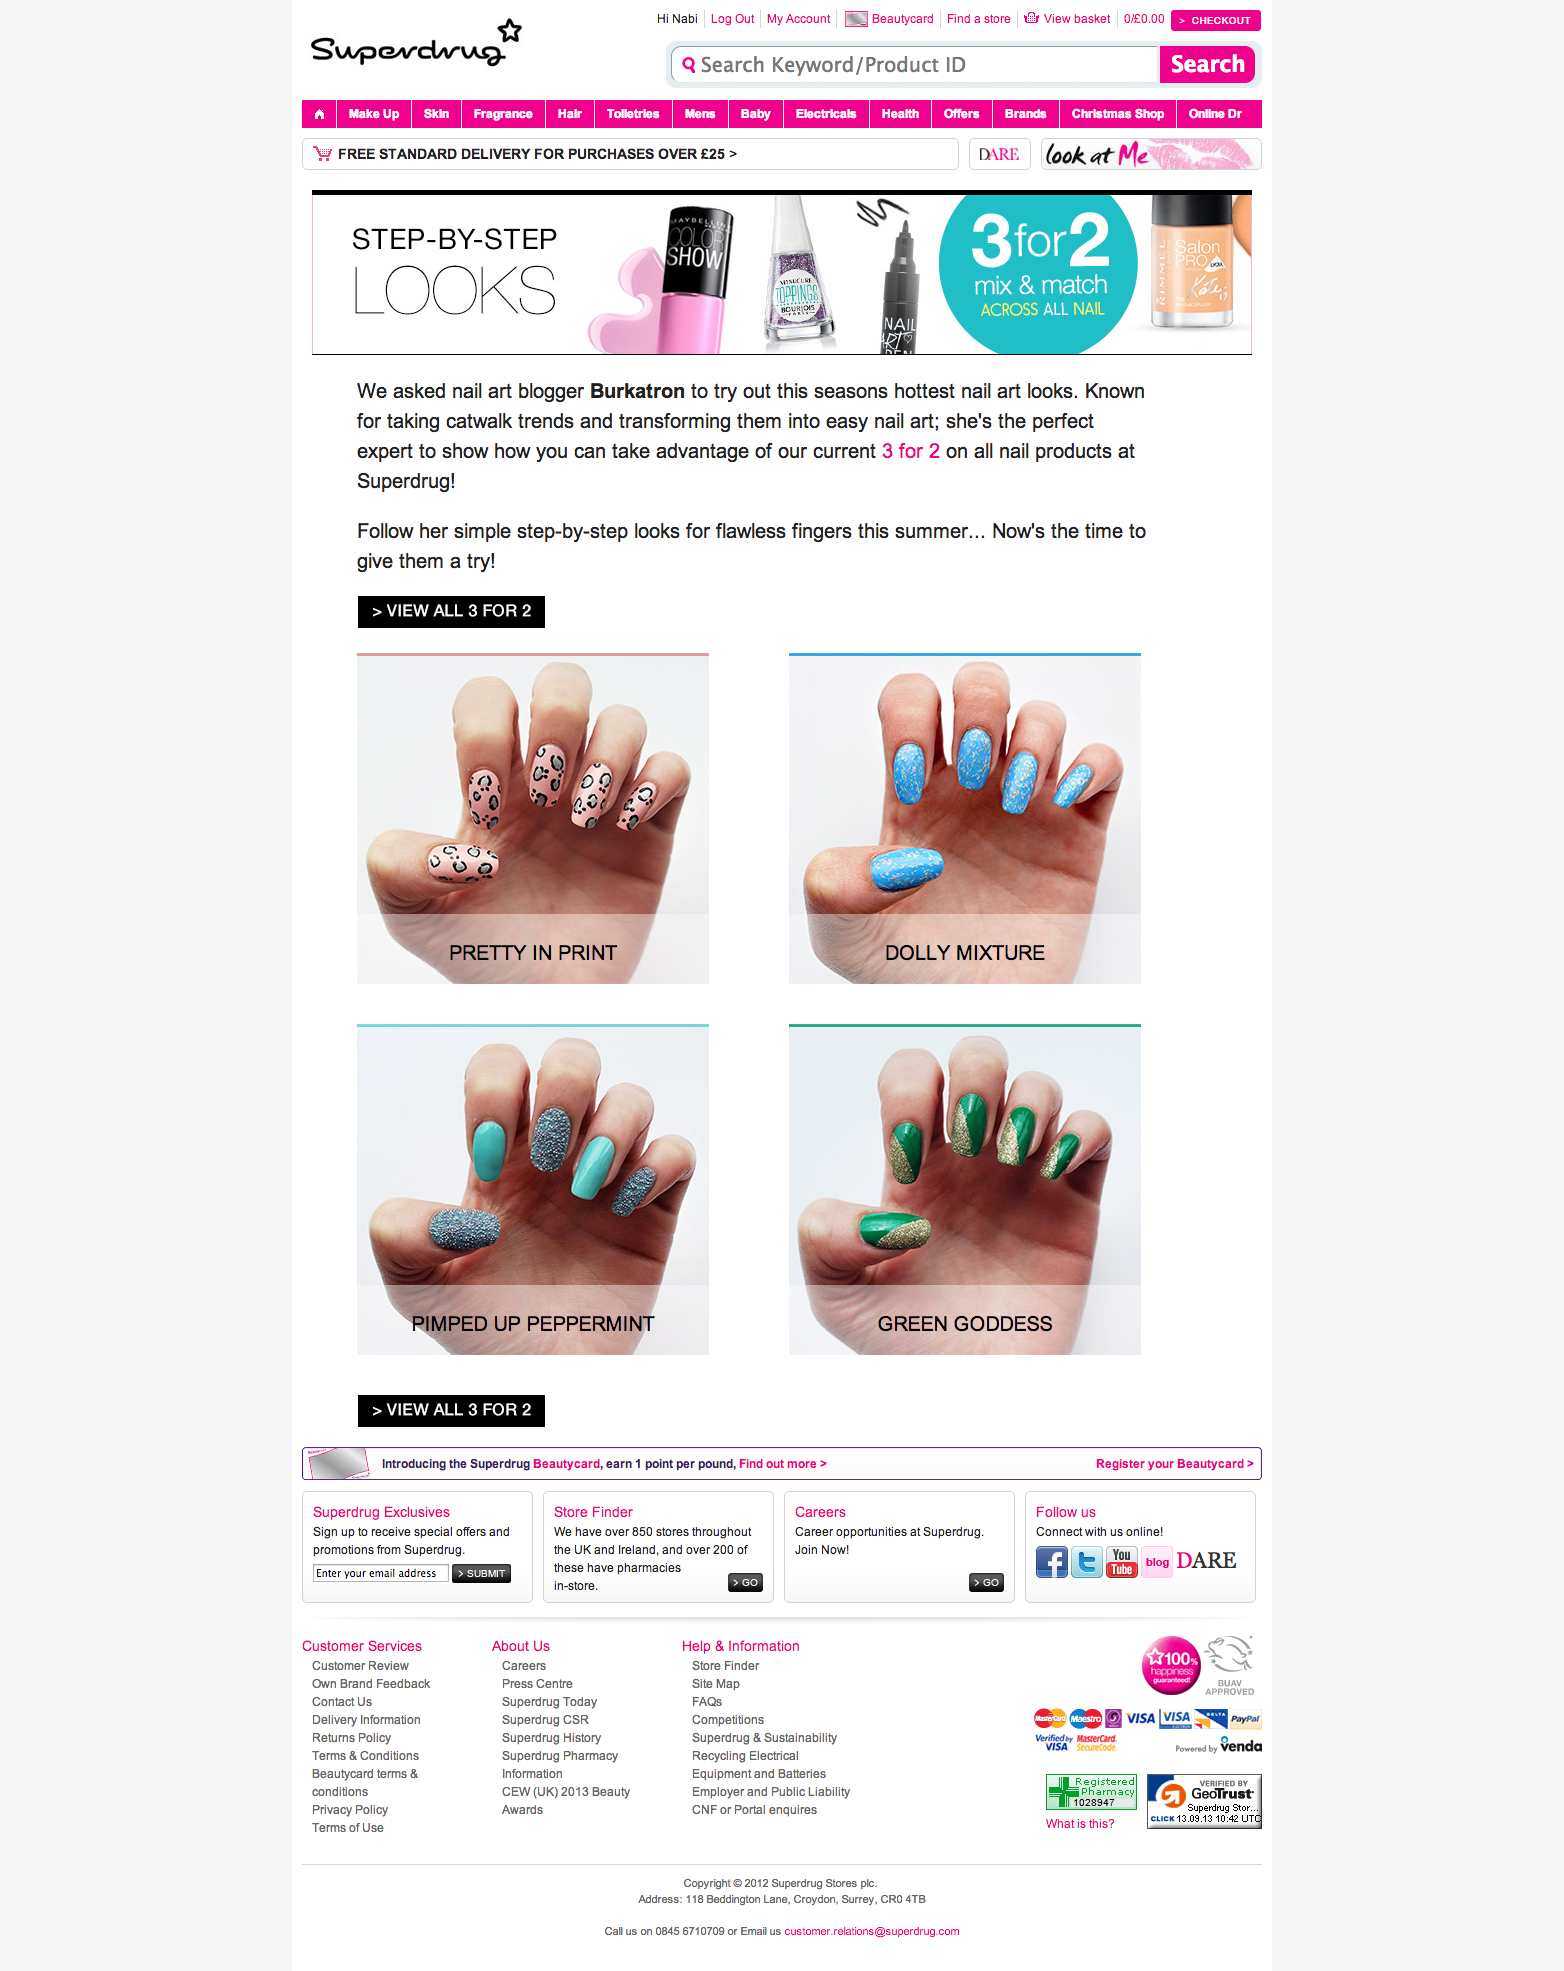 Superdrug
Hi Nabi Log Out My Account Beautycard Find a store View basket 0/£0.00 > CHECKOUT
Search Keyword/Product ID Search
Make Up Skin Fragrance Hair Toiletries Mens Baby Electricals Health Offers Brands Christmas Shop Online Dr
FREE STANDARD DELIVERY FOR PURCHASES OVER £25 > DARE look at Me
STEP-BY-STEP
LOOKS
MAYBELLINE
COLOR
SHOW
MANUCURE
TOPPINGS
BOURJOIS
PARIS
NAIL
ART
PEN
3for2
mix & match
ACROSS ALL NAIL
RIMMEL
Salon
PRO
LYCRA
Kate
We asked nail art blogger Burkatron to try out this seasons hottest nail art looks. Known
for taking catwalk trends and transforming them into easy nail art; she's the perfect
expert to show how you can take advantage of our current 3 for 2 on all nail products at
Superdrug!
Follow her simple step-by-step looks for flawless fingers this summer... Now's the time to
give them a try!
> VIEW ALL 3 FOR 2
PRETTY IN PRINT
DOLLY MIXTURE
PIMPED UP PEPPERMINT
GREEN GODDESS
> VIEW ALL 3 FOR 2
Introducing the Superdrug Beautycard, earn 1 point per pound, Find out more > Register your Beautycard >
Superdrug Exclusives
Sign up to receive special offers and
promotions from Superdrug.
Enter your email address > SUBMIT
Store Finder
We have over 850 stores throughout
the UK and Ireland, and over 200 of
these have pharmacies
in-store.
> GO
Careers
Career opportunities at Superdrug.
Join Now!
> GO
Follow us
Connect with us online!
f t You Tube blog DARE
Customer Services
Customer Review
Own Brand Feedback
Contact Us
Delivery Information
Returns Policy
Terms & Conditions
Beautycard terms &
conditions
Privacy Policy
Terms of Use
About Us
Careers
Press Centre
Superdrug Today
Superdrug CSR
Superdrug History
Superdrug Pharmacy
Information
CEW (UK) 2013 Beauty
Awards
Help & Information
Store Finder
Site Map
FAQs
Competitions
Superdrug & Sustainability
Recycling Electrical
Equipment and Batteries
Employer and Public Liability
CNF or Portal enquires
100%
happiness
guaranteed!
BUAV
APPROVED
MasterCard Maestro VISA VISA DELTA PayPal
Verified by
VISA
MasterCard.
SecureCode.
Powered by venda
Registered
Pharmacy
1028947
What is this?
VERIFIED BY
GeoTrust
Superdrug Stor...
CLICK 13.09.13 10:42 UTC
Copyright © 2012 Superdrug Stores plc.
Address: 118 Beddington Lane, Croydon, Surrey, CR0 4TB
Call us on 0845 6710709 or Email us customer.relations@superdrug.com